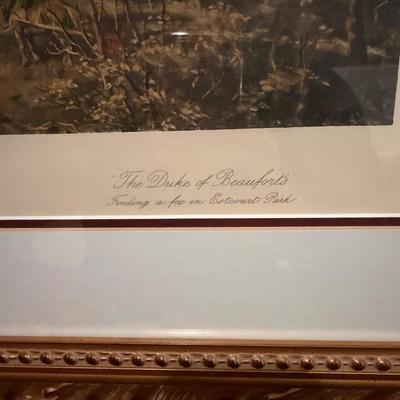 "The Duke of Beaufort's
Finding a fox in Estcourt Park